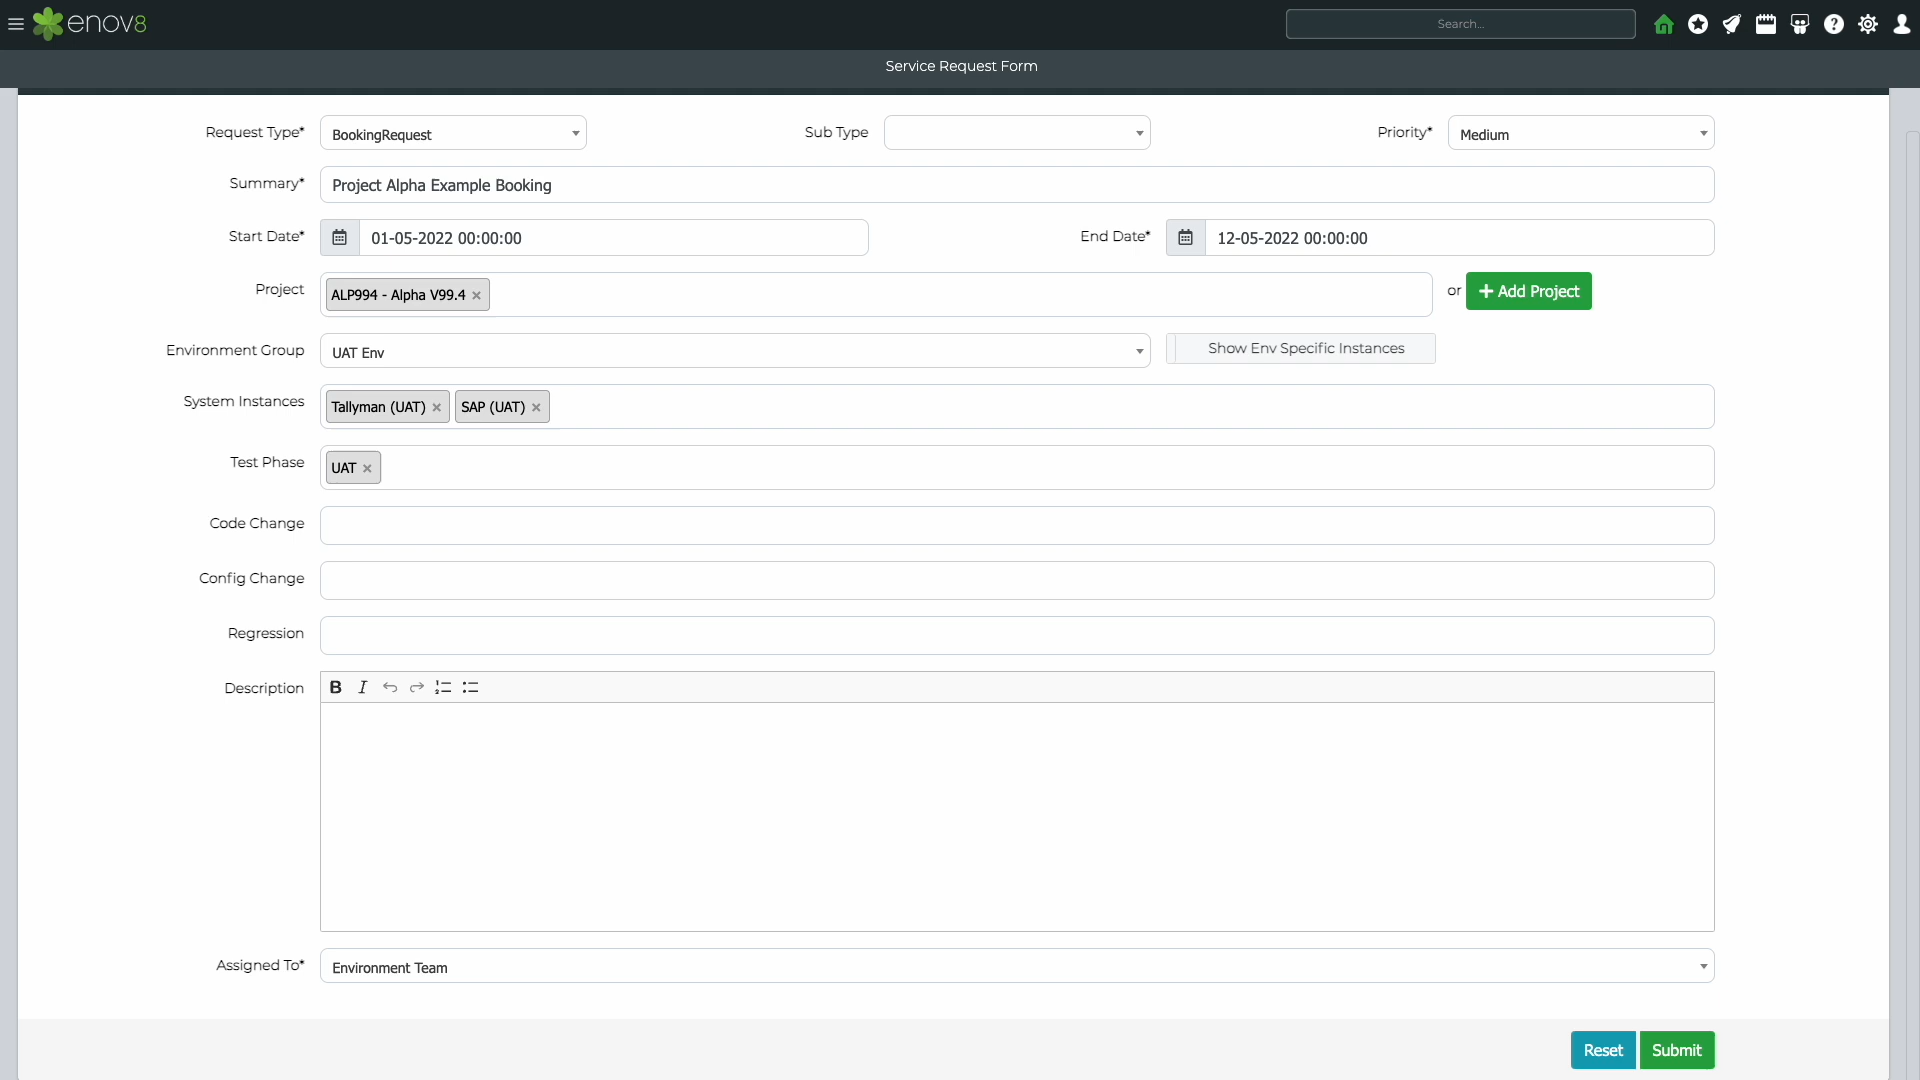 enov8
Search...
Service Request Form
Request Type* BookingRequest Sub Type Priority* Medium
Summary* Project Alpha Example Booking
Start Date* 01-05-2022 00:00:00 End Date* 12-05-2022 00:00:00
Project ALP994 - Alpha V99.4 × or + Add Project
Environment Group UAT Env Show Env Specific Instances
System Instances Tallyman (UAT) × SAP (UAT) ×
Test Phase UAT ×
Code Change
Config Change
Regression
Description B I
Assigned To* Environment Team
Reset Submit